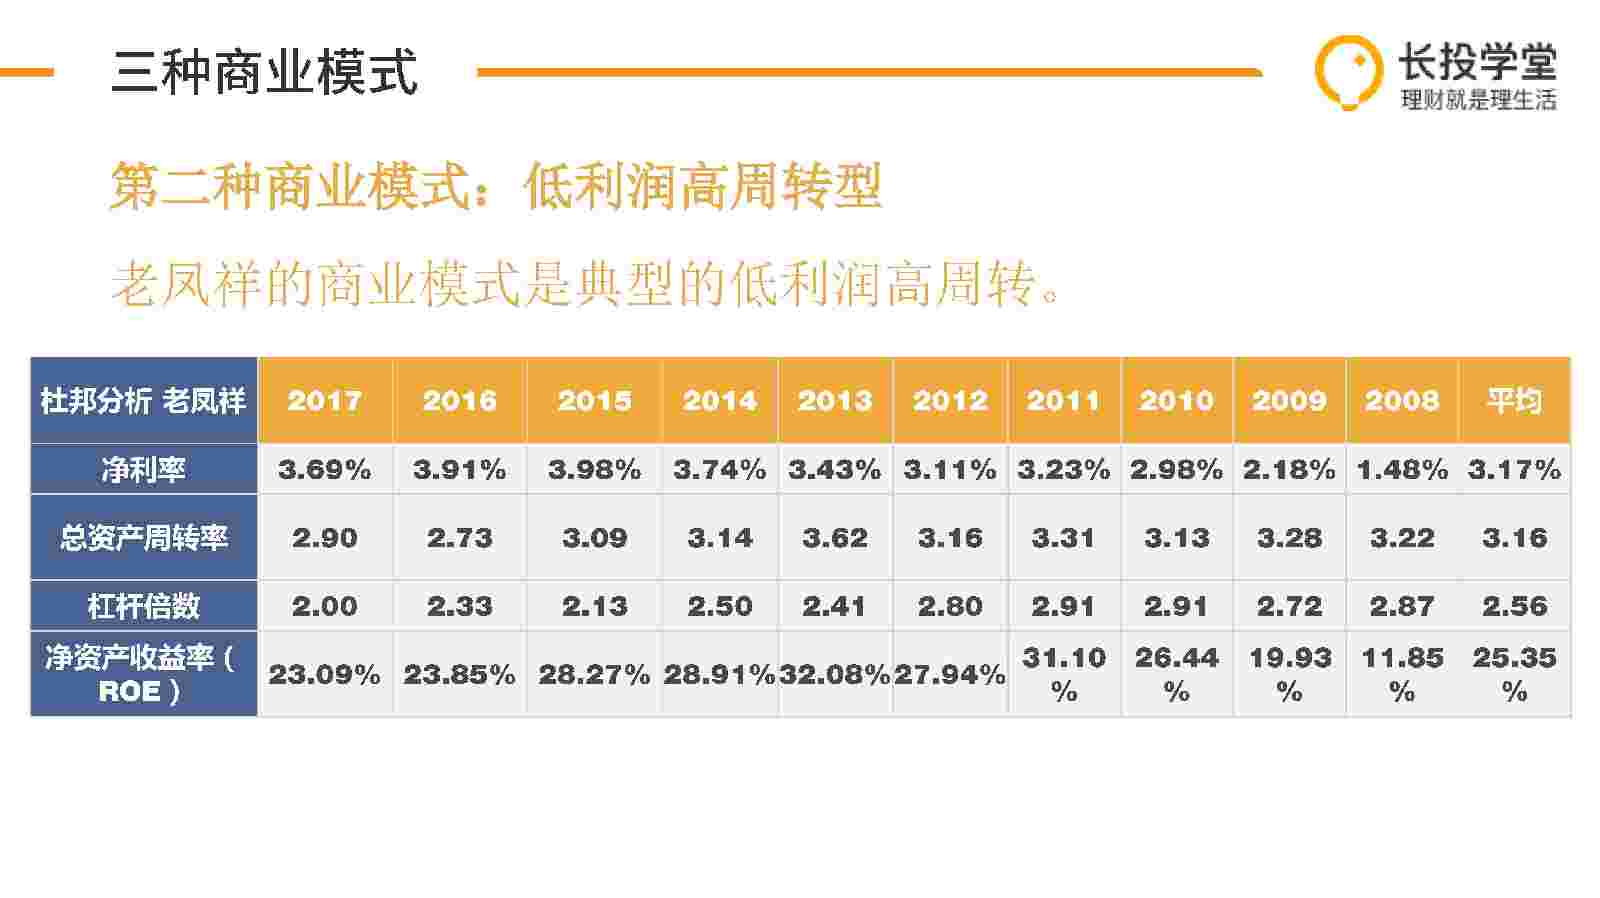 三种商业模式
长投学堂
理财就是理生活
第二种商业模式：低利润高周转型
老凤祥的商业模式是典型的低利润高周转。
杜邦分析 老凤祥 2017 2016 2015 2014 2013 2012 2011 2010 2009 2008 平均
净利率 3.69% 3.91% 3.98% 3.74% 3.43% 3.11% 3.23% 2.98% 2.18% 1.48% 3.17%
总资产周转率 2.90 2.73 3.09 3.14 3.62 3.16 3.31 3.13 3.28 3.22 3.16
杠杆倍数 2.00 2.33 2.13 2.50 2.41 2.80 2.91 2.91 2.72 2.87 2.56
净资产收益率（ROE） 23.09% 23.85% 28.27% 28.91% 32.08% 27.94% 31.10% 26.44% 19.93% 11.85% 25.35%